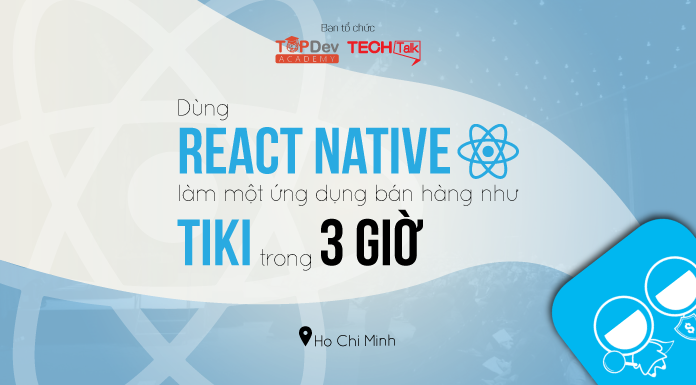 Ban tổ chức
TOPDev ACADEMY TECHTalk
Dùng
REACT NATIVE
làm một ứng dụng bán hàng như
TIKI trong 3 GIỜ
Ho Chi Minh